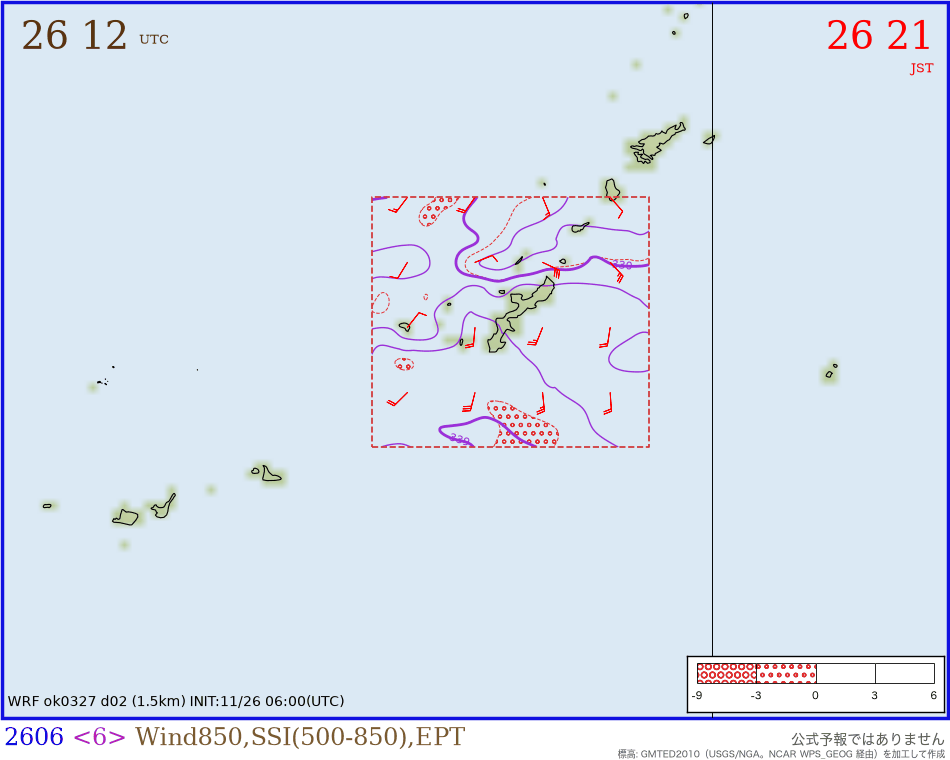 26 12 UTC
26 21
JST
330
330
-9 -3 0 3 6
WRF ok0327 d02 (1.5km) INIT:11/26 06:00(UTC)
2606 <6> Wind850,SSI(500-850),EPT
公式予報ではありません
標高: GMTED2010（USGS/NGA。NCAR WPS_GEOG 経由）を加工して作成